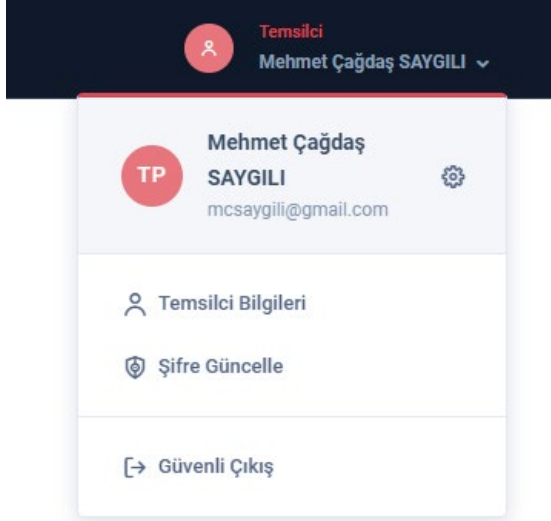 Temsilci
Mehmet Çağdaş SAYGILI
TP
Mehmet Çağdaş
SAYGILI
mcsaygili@gmail.com
Temsilci Bilgileri
Şifre Güncelle
Güvenli Çıkış